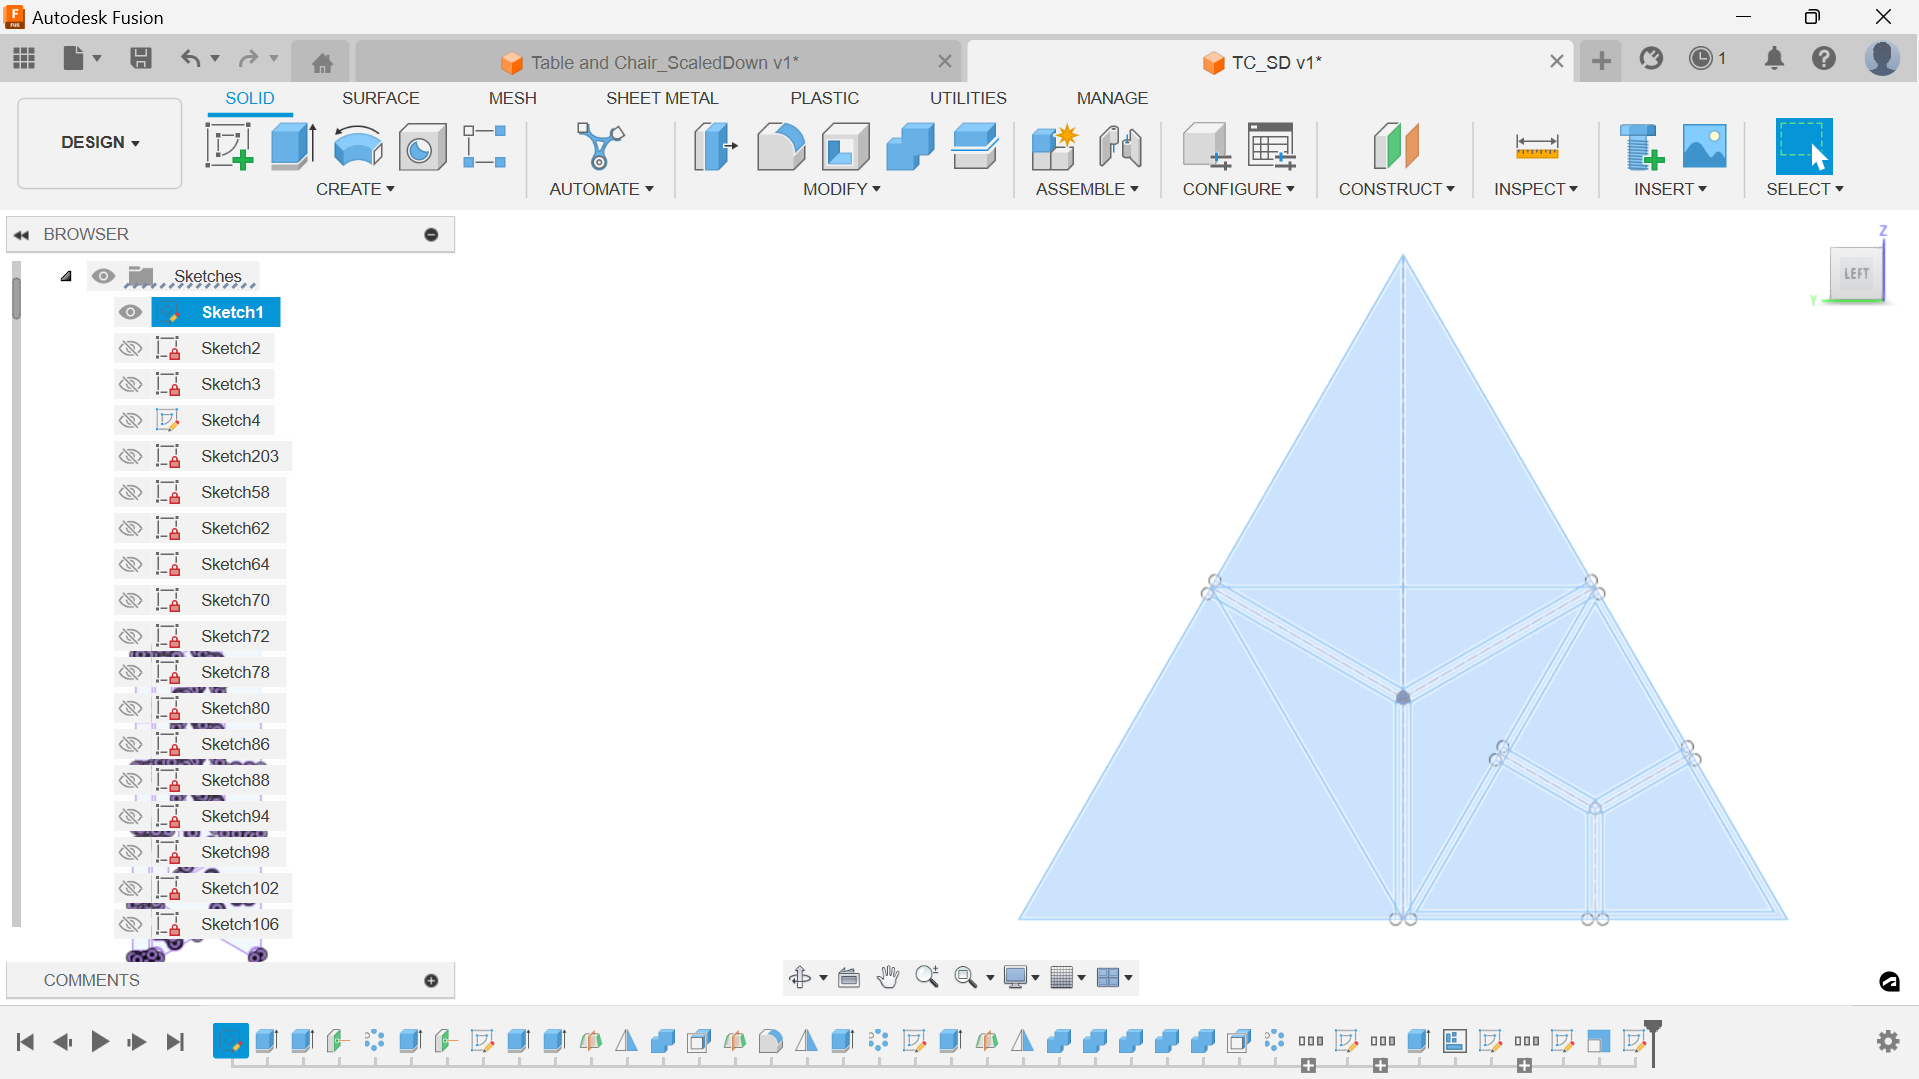 Autodesk Fusion
Table and Chair_ScaledDown v1*
TC_SD v1*
1
SOLID SURFACE MESH SHEET METAL PLASTIC UTILITIES MANAGE
DESIGN
CREATE AUTOMATE MODIFY ASSEMBLE CONFIGURE CONSTRUCT INSPECT INSERT SELECT
BROWSER
Sketches
Sketch1
Sketch2
Sketch3
Sketch4
Sketch203
Sketch58
Sketch62
Sketch64
Sketch70
Sketch72
Sketch78
Sketch80
Sketch86
Sketch88
Sketch94
Sketch98
Sketch102
Sketch106
Z
LEFT
Y
COMMENTS